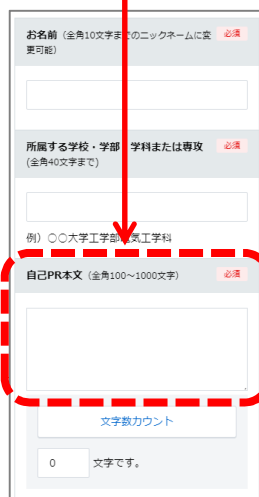 お名前（全角10文字までのニックネームに変
更可能） 必須
所属する学校・学部 学科または専攻 必須
(全角40文字まで)
例）○○大学工学部 気工学科
自己PR本文（全角100～1000文字） 必須
文字数カウント
0 文字です。